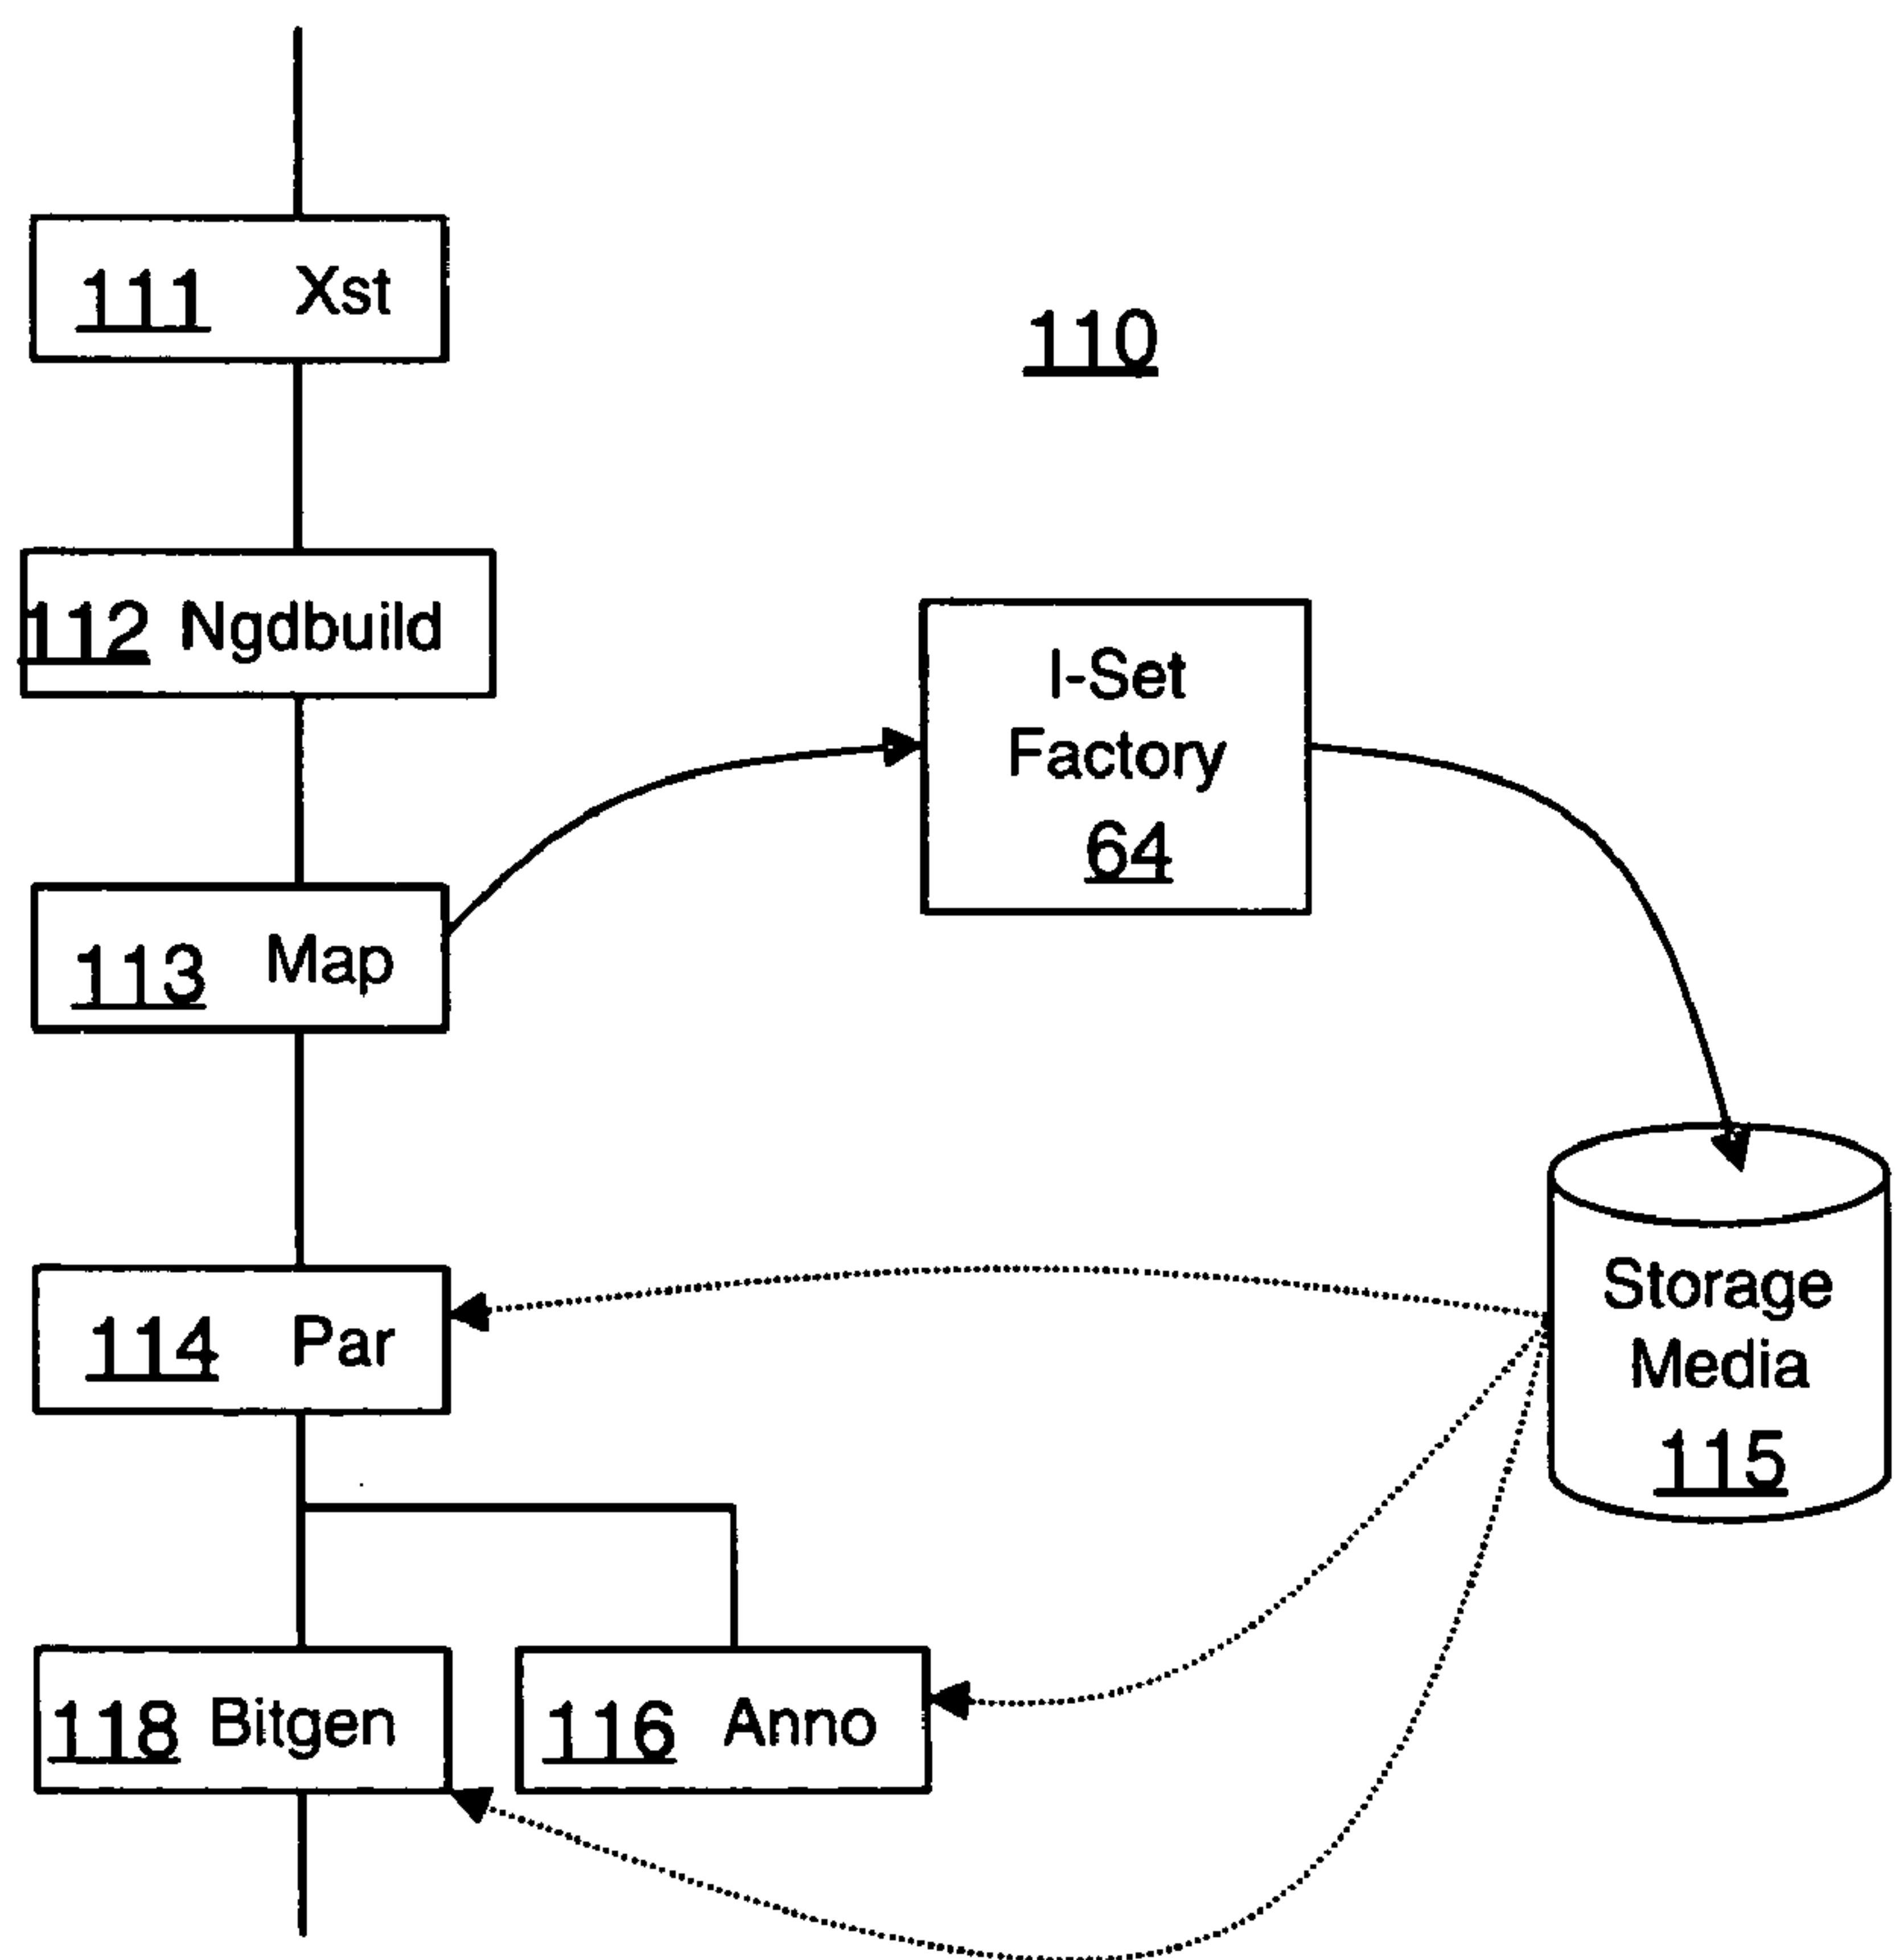 111 Xst
110
112 Ngdbuild
I-Set
Factory
64
113 Map
Storage
Media
115
114 Par
118 Bitgen
116 Anno